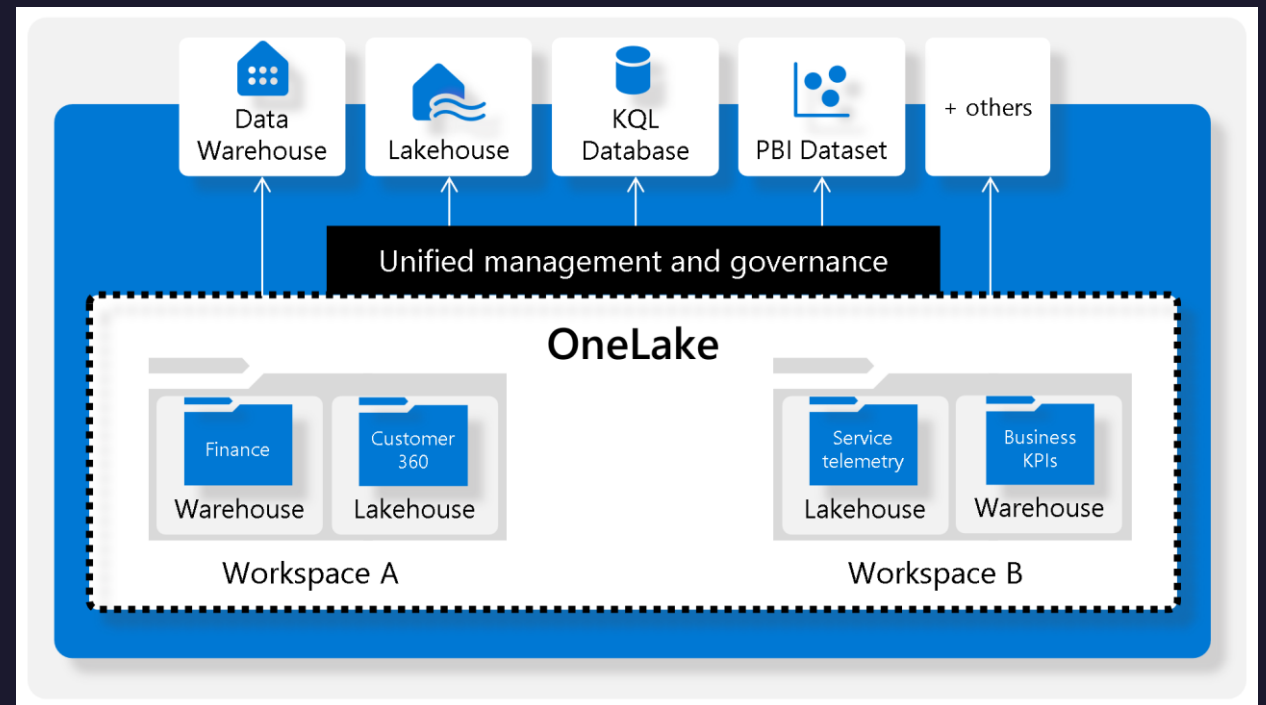 Data
Warehouse
Lakehouse
KQL
Database
PBI Dataset
+ others
Unified management and governance
OneLake
Finance
Warehouse
Customer
360
Lakehouse
Workspace A
Service
telemetry
Lakehouse
Business
KPIs
Warehouse
Workspace B